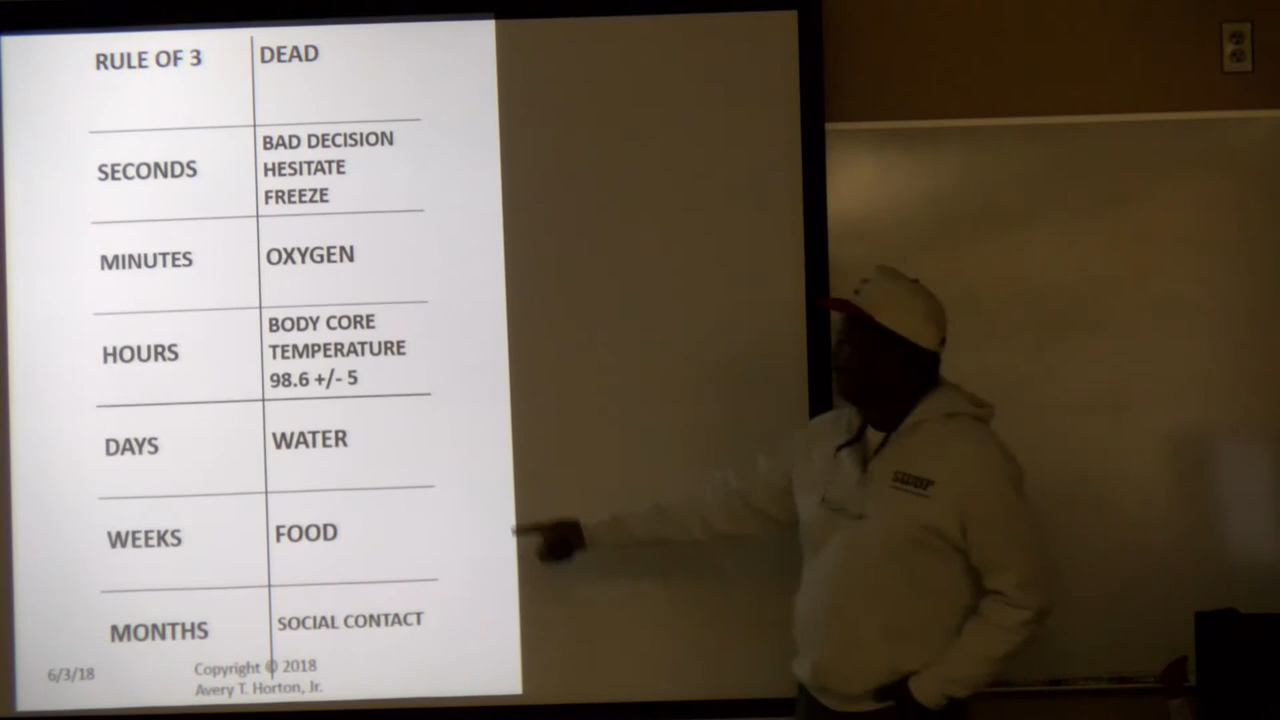 RULE OF 3
DEAD
SECONDS
BAD DECISION
HESITATE
FREEZE
MINUTES
OXYGEN
HOURS
BODY CORE
TEMPERATURE
98.6 +/- 5
DAYS
WATER
WEEKS
FOOD
MONTHS
SOCIAL CONTACT
6/3/18
Copyright © 2018
Avery T. Horton, Jr.